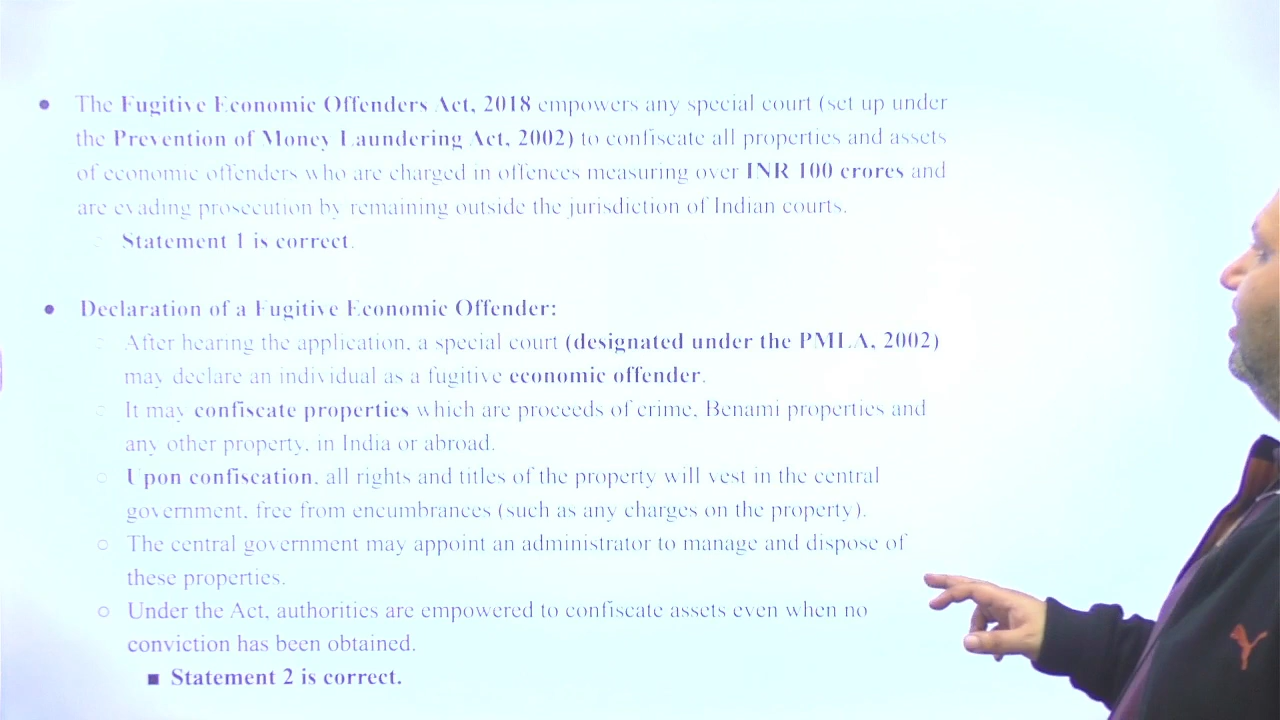 ● The Fugitive Economic Offenders Act, 2018 empowers any special court (set up under
the Prevention of Money Laundering Act, 2002) to confiscate all properties and assets
of economic offenders who are charged in offences measuring over INR 100 crores and
are evading prosecution by remaining outside the jurisdiction of Indian courts.
○ Statement 1 is correct.
● Declaration of a Fugitive Economic Offender:
○ After hearing the application, a special court (designated under the PMLA, 2002)
may declare an individual as a fugitive economic offender.
○ It may confiscate properties which are proceeds of crime, Benami properties and
any other property, in India or abroad.
○ Upon confiscation, all rights and titles of the property will vest in the central
government, free from encumbrances (such as any charges on the property).
○ The central government may appoint an administrator to manage and dispose of
these properties.
○ Under the Act, authorities are empowered to confiscate assets even when no
conviction has been obtained.
■ Statement 2 is correct.